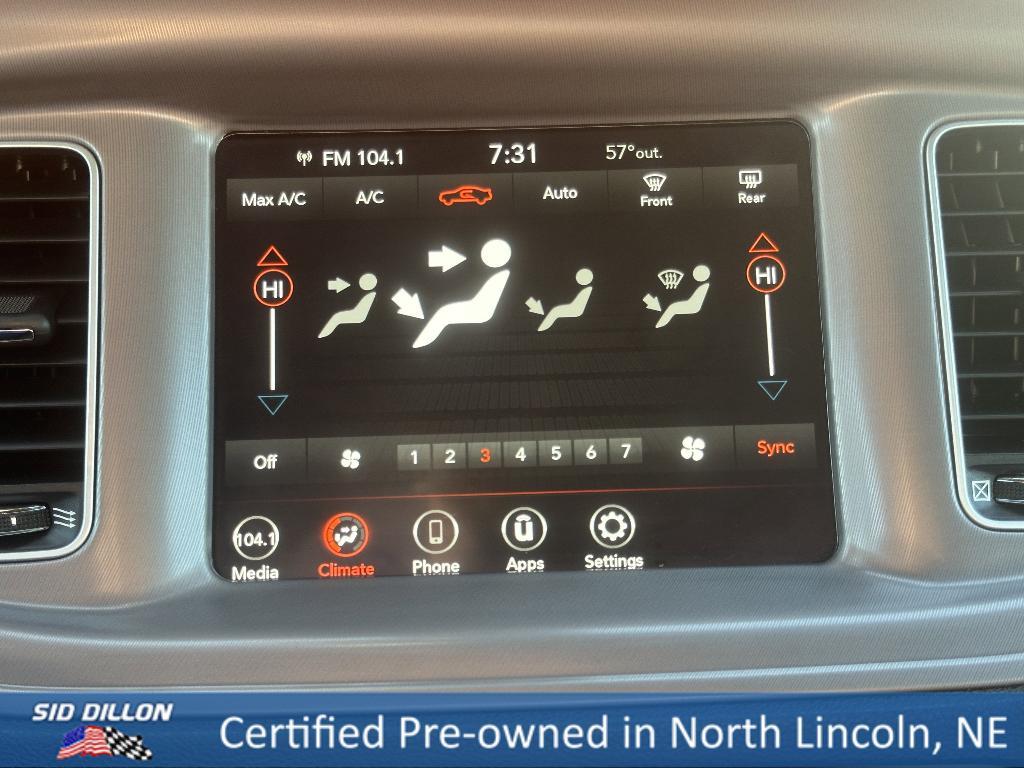 FM 104.1 7:31 57°out.
Max A/C A/C Auto Front Rear
HI HI
Off 1 2 3 4 5 6 7 Sync
104.1
Media Climate Phone Apps Settings
SID DILLON
Certified Pre-owned in North Lincoln, NE